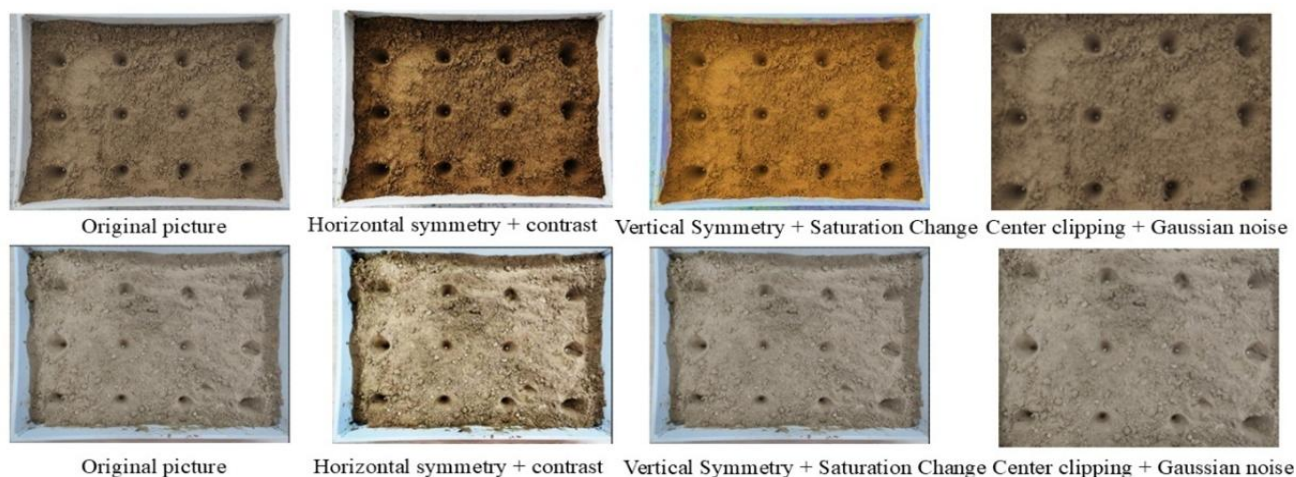 Original picture
Horizontal symmetry + contrast
Vertical Symmetry + Saturation Change
Center clipping + Gaussian noise
Original picture
Horizontal symmetry + contrast
Vertical Symmetry + Saturation Change
Center clipping + Gaussian noise